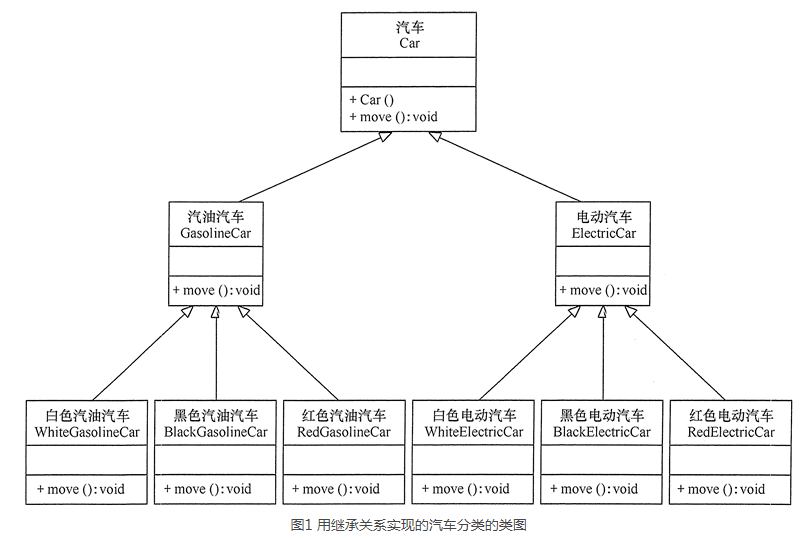 汽车
Car
+ Car ()
+ move (): void
汽油汽车
GasolineCar
+ move (): void
电动汽车
ElectricCar
+ move (): void
白色汽油汽车
WhiteGasolineCar
+ move (): void
黑色汽油汽车
BlackGasolineCar
+ move (): void
红色汽油汽车
RedGasolineCar
+ move (): void
白色电动汽车
WhiteElectricCar
+ move (): void
黑色电动汽车
BlackElectricCar
+ move (): void
红色电动汽车
RedElectricCar
+ move (): void
图1 用继承关系实现的汽车分类的类图